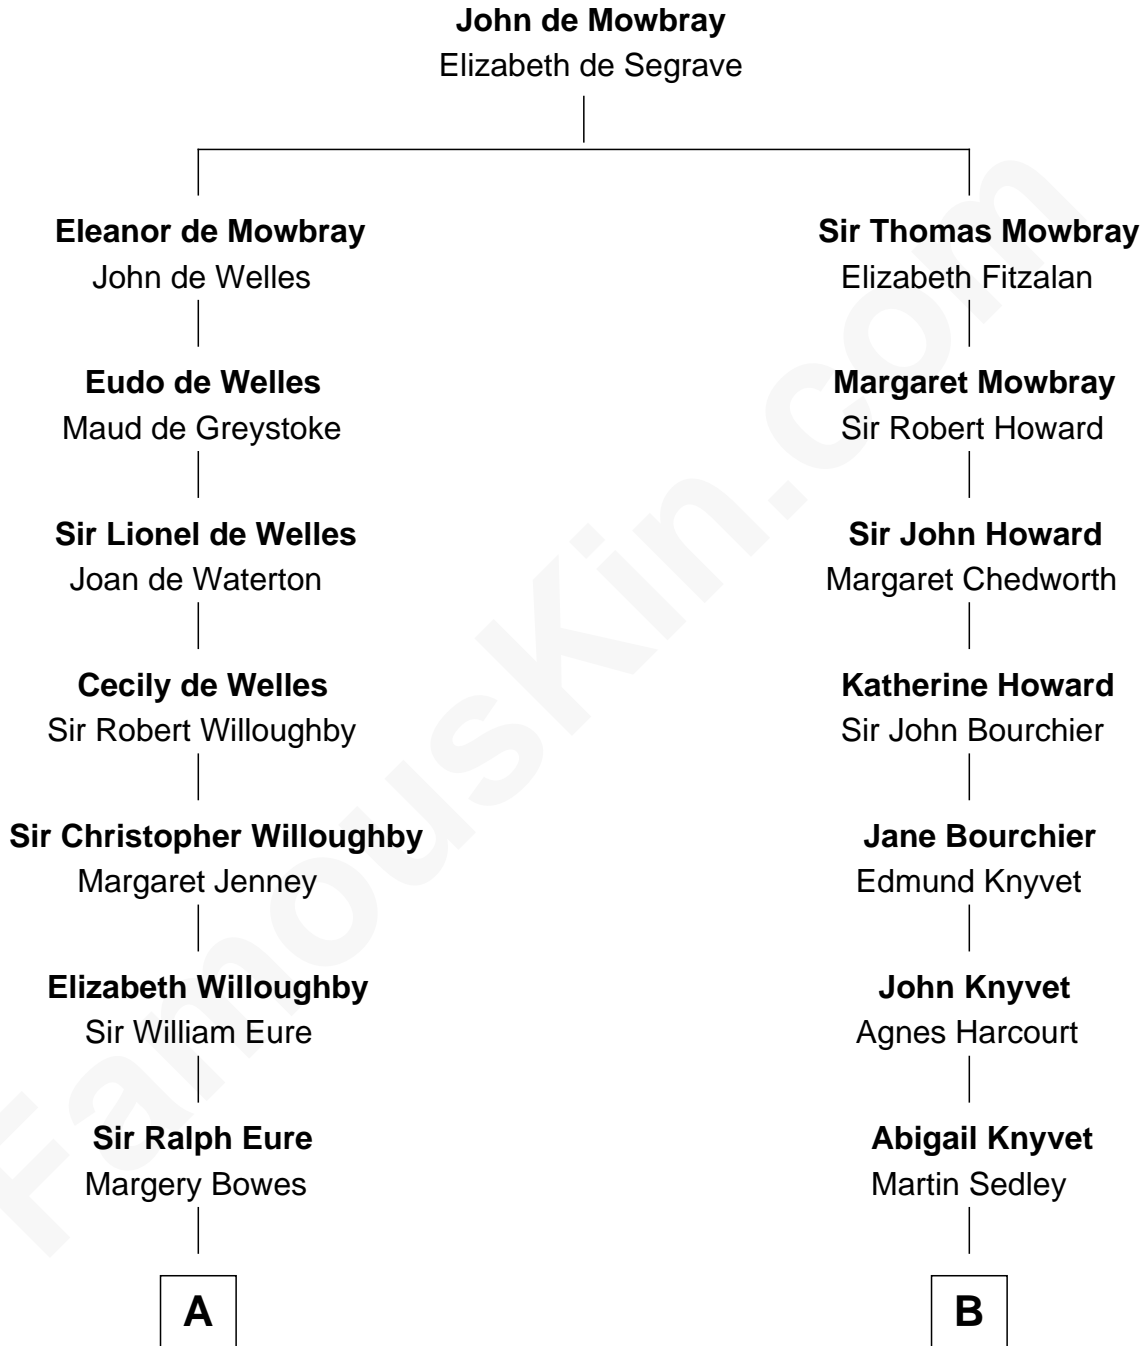 John de Mowbray
Elizabeth de Segrave
Eleanor de Mowbray
John de Welles
Eudo de Welles
Maud de Greystoke
Sir Lionel de Welles
Joan de Waterton
Cecily de Welles
Sir Robert Willoughby
Sir Christopher Willoughby
Margaret Jenney
Elizabeth Willoughby
Sir William Eure
Sir Ralph Eure
Margery Bowes
A
Sir Thomas Mowbray
Elizabeth Fitzalan
Margaret Mowbray
Sir Robert Howard
Sir John Howard
Margaret Chedworth
Katherine Howard
Sir John Bourchier
Jane Bourchier
Edmund Knyvet
John Knyvet
Agnes Harcourt
Abigail Knyvet
Martin Sedley
B
FamousKin.com